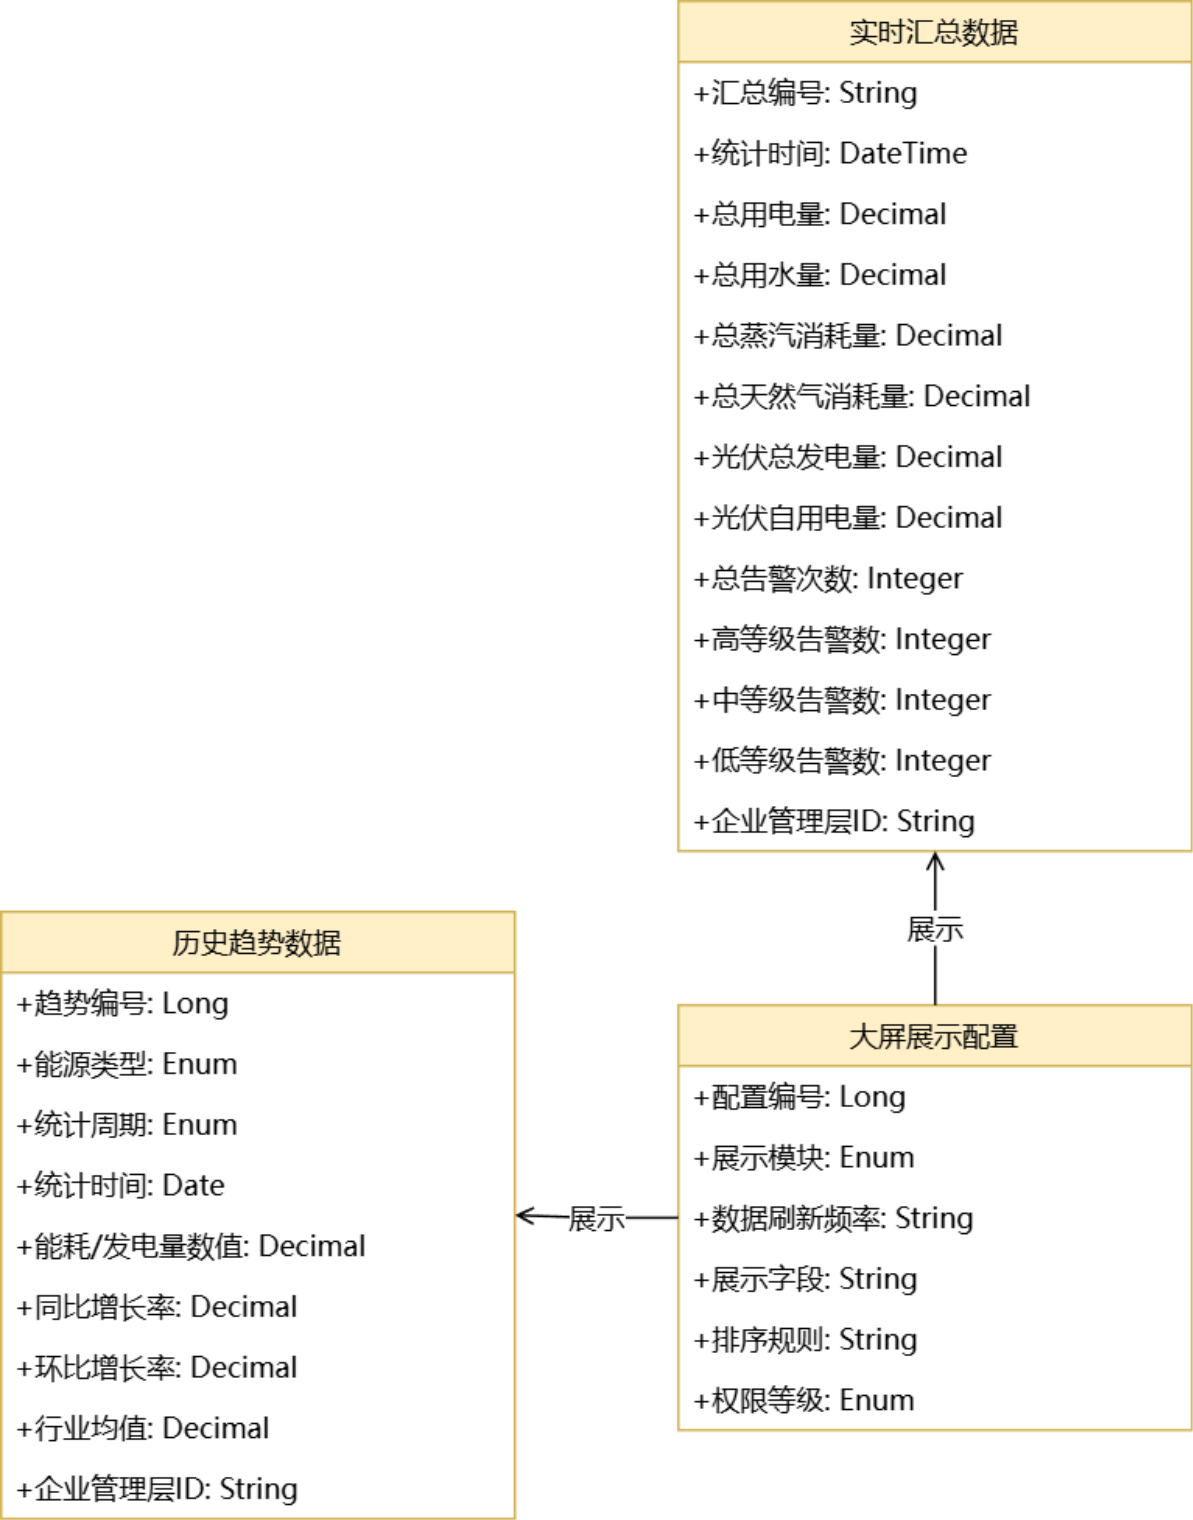 实时汇总数据
+汇总编号: String
+统计时间: DateTime
+总用电量: Decimal
+总用水量: Decimal
+总蒸汽消耗量: Decimal
+总天然气消耗量: Decimal
+光伏总发电量: Decimal
+光伏自用电量: Decimal
+总告警次数: Integer
+高等级告警数: Integer
+中等级告警数: Integer
+低等级告警数: Integer
+企业管理层ID: String
展示
历史趋势数据
+趋势编号: Long
+能源类型: Enum
+统计周期: Enum
+统计时间: Date
+能耗/发电量数值: Decimal
+同比增长率: Decimal
+环比增长率: Decimal
+行业均值: Decimal
+企业管理层ID: String
展示
大屏展示配置
+配置编号: Long
+展示模块: Enum
+数据刷新频率: String
+展示字段: String
+排序规则: String
+权限等级: Enum